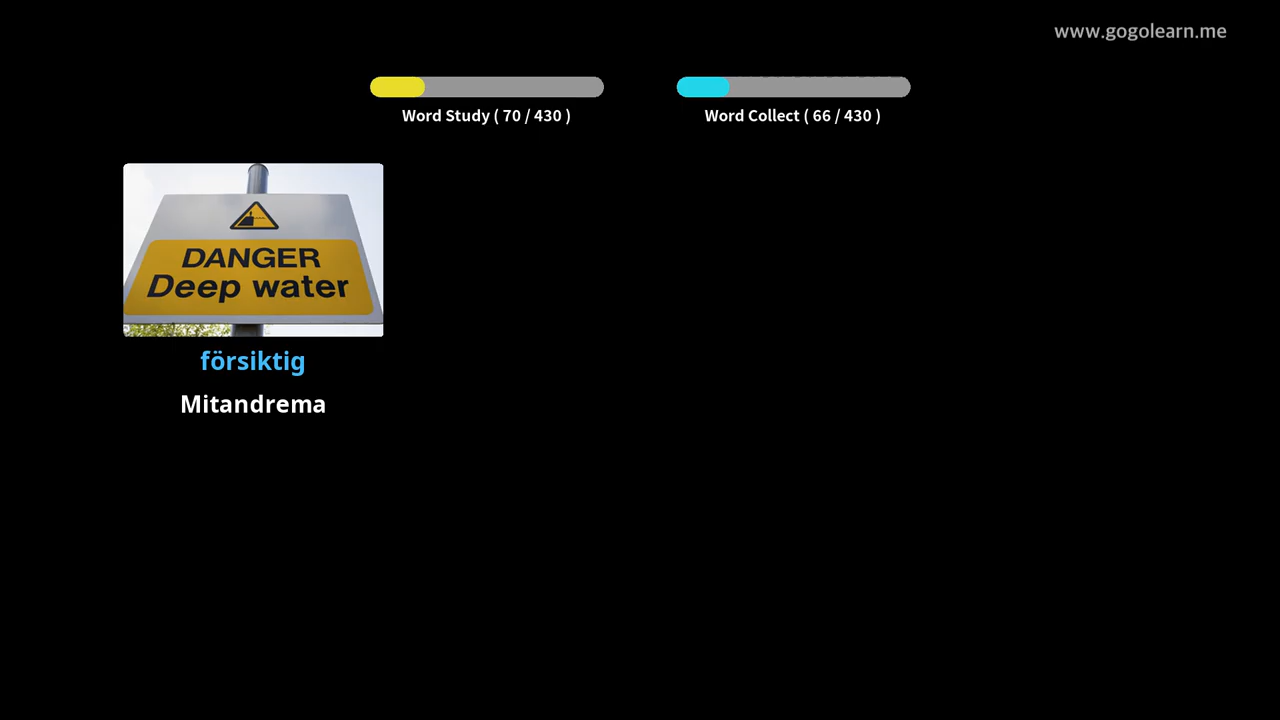 www.gogolearn.me
Word Study ( 70 / 430 )
Word Collect ( 66 / 430 )
DANGER
Deep water
försiktig
Mitandrema